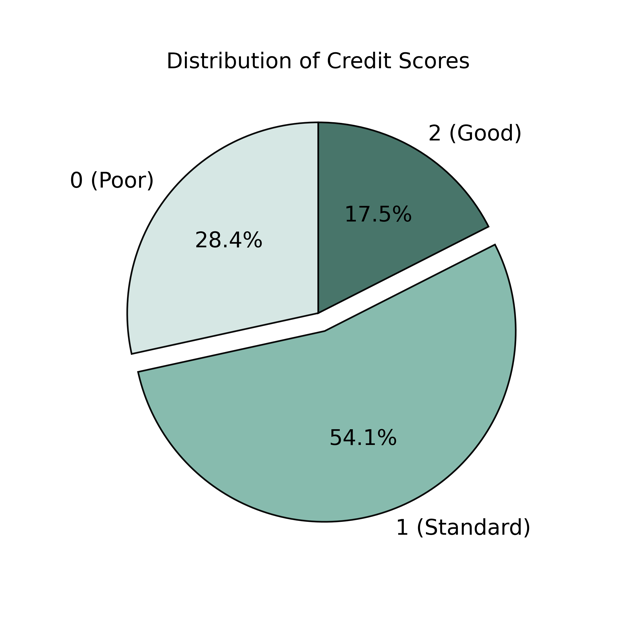 Distribution of Credit Scores
2 (Good)
0 (Poor)
17.5%
28.4%
54.1%
1 (Standard)